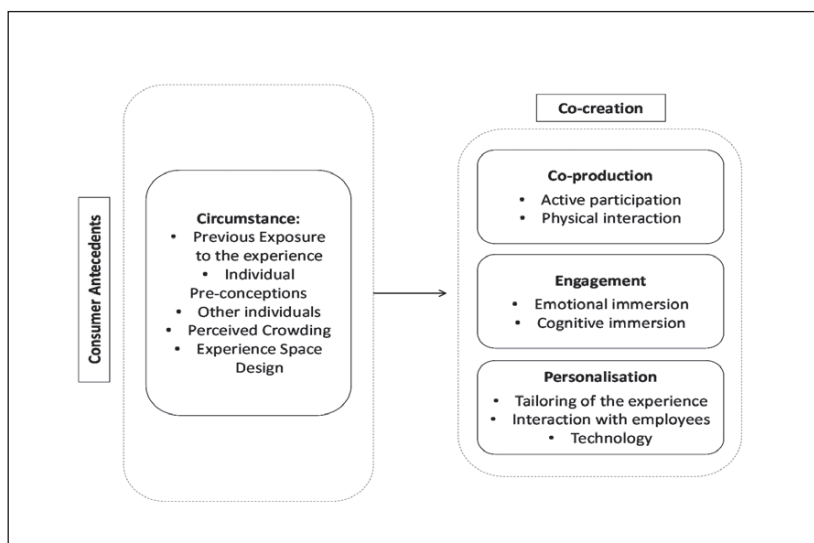 Consumer Antecedents
Circumstance:
• Previous Exposure
to the experience
• Individual
Pre-conceptions
• Other individuals
• Perceived Crowding
• Experience Space
Design
Co-creation
Co-production
• Active participation
• Physical interaction
Engagement
• Emotional immersion
• Cognitive immersion
Personalisation
• Tailoring of the experience
• Interaction with employees
• Technology